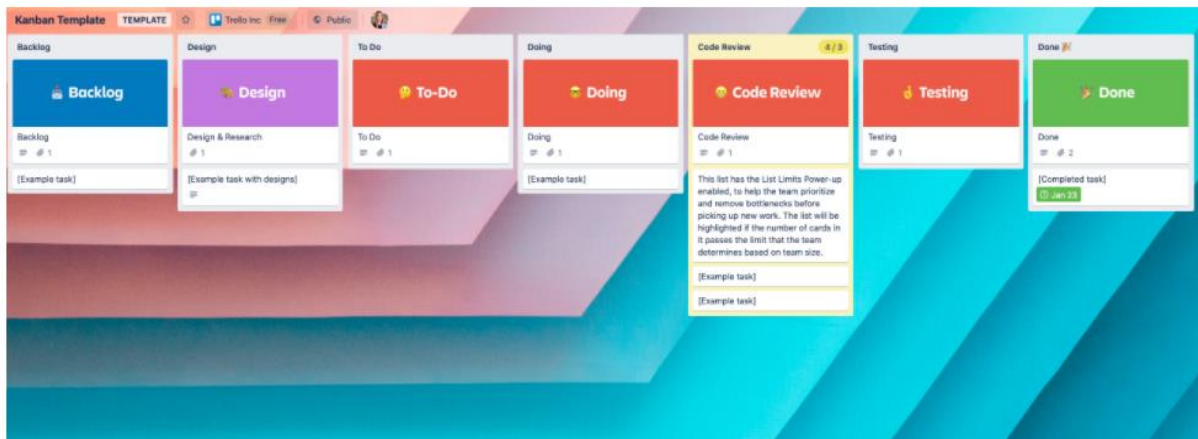 Kanban Template TEMPLATE Trello Inc Free Public
Backlog
Backlog
Backlog
1
[Example task]
Design
Design
Design & Research
1
[Example task with designs]
To Do
To-Do
To Do
1
Doing
Doing
Doing
1
[Example task]
Code Review 4/3
Code Review
Code Review
1
This list has the List Limits Power-up
enabled, to help the team prioritize
and remove bottlenecks before
picking up new work. The list will be
highlighted if the number of cards in
it passes the limit that the team
determines based on team size.
[Example task]
[Example task]
Testing
Testing
Testing
1
Done
Done
Done
2
[Completed task]
Jan 23